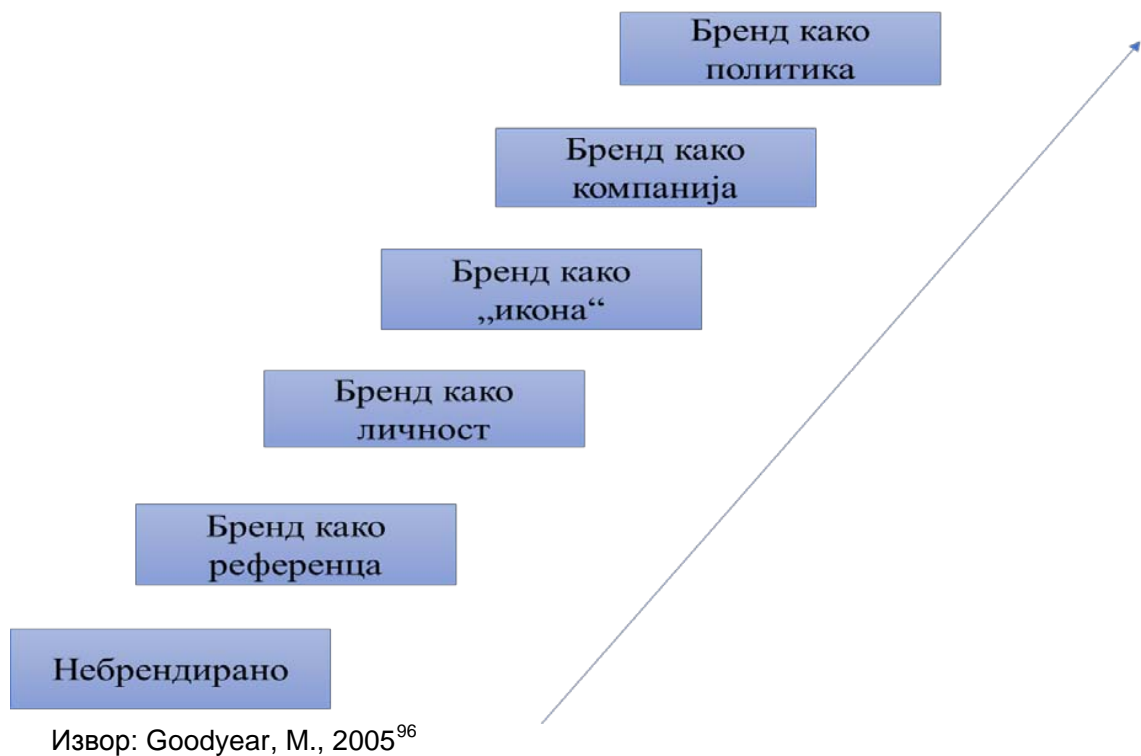 Бренд како
политика
Бренд како
компанија
Бренд како
„икона“
Бренд како
личност
Бренд како
референца
Небрендирано
Извор: Goodyear, M., 2005⁹⁶